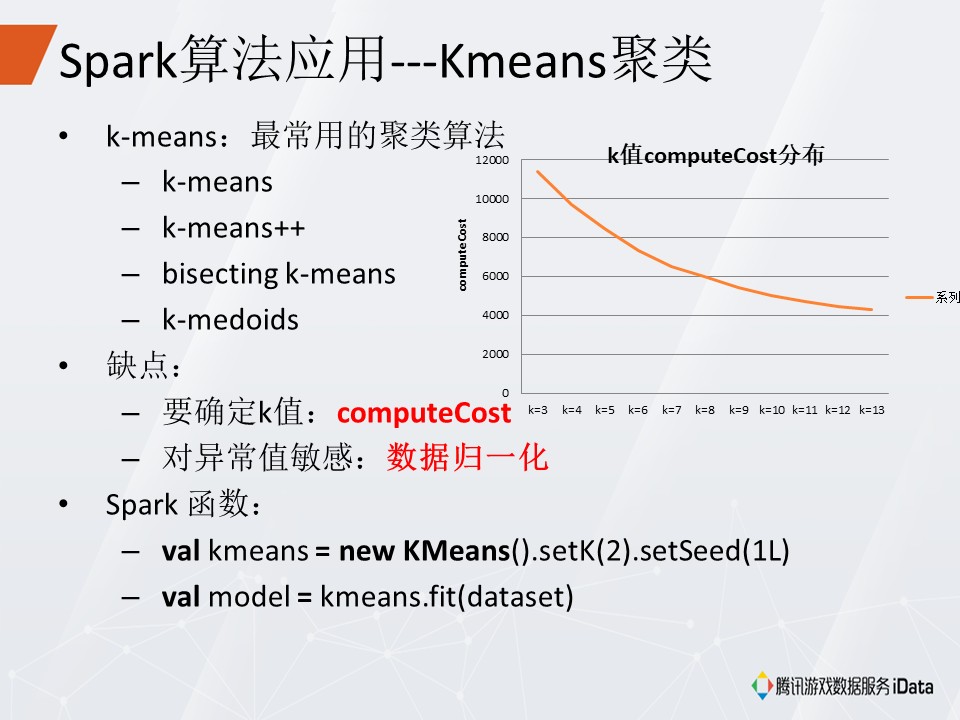 Spark算法应用---Kmeans聚类
• k-means：最常用的聚类算法
– k-means
– k-means++
– bisecting k-means
– k-medoids
• 缺点：
– 要确定k值：computeCost
– 对异常值敏感：数据归一化
• Spark 函数：
– val kmeans = new KMeans().setK(2).setSeed(1L)
– val model = kmeans.fit(dataset)
k值computeCost分布
computeCost
12000
10000
8000
6000
4000
2000
0
k=3 k=4 k=5 k=6 k=7 k=8 k=9 k=10 k=11 k=12 k=13
系列
腾讯游戏数据服务 iData